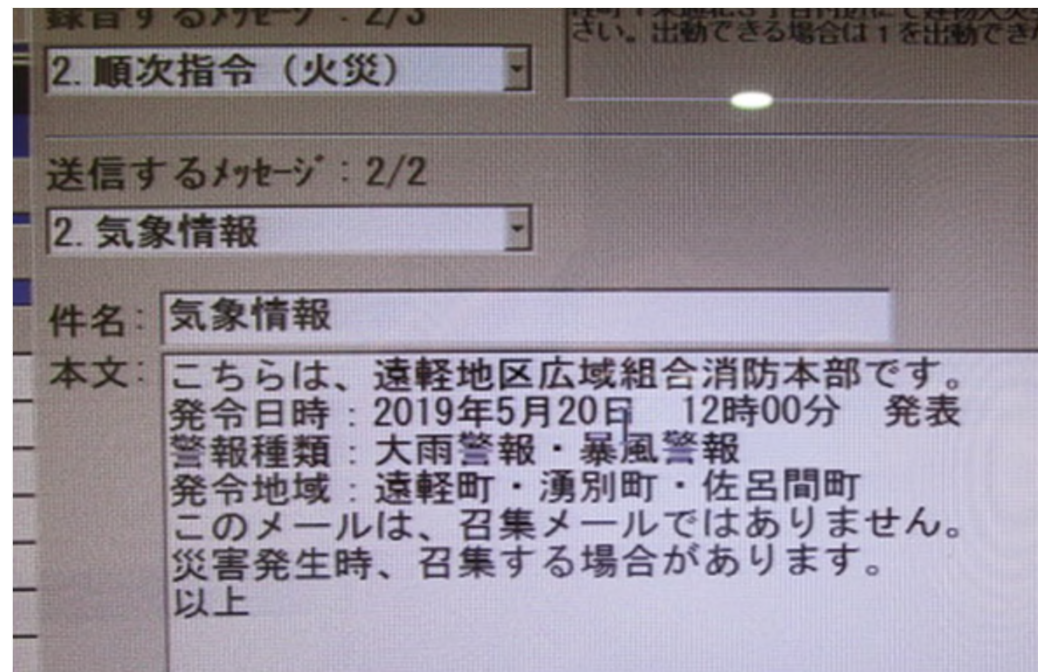 録音するメッセージ：2/3
さい。出動できる場合は１を出動でき
2. 順次指令（火災）
送信するメッセージ：2/2
2. 気象情報
件名：気象情報
本文：こちらは、遠軽地区広域組合消防本部です。
発令日時：2019年5月20日　12時00分　発表
警報種類：大雨警報・暴風警報
発令地域：遠軽町・湧別町・佐呂間町
このメールは、召集メールではありません。
災害発生時、召集する場合があります。
以上